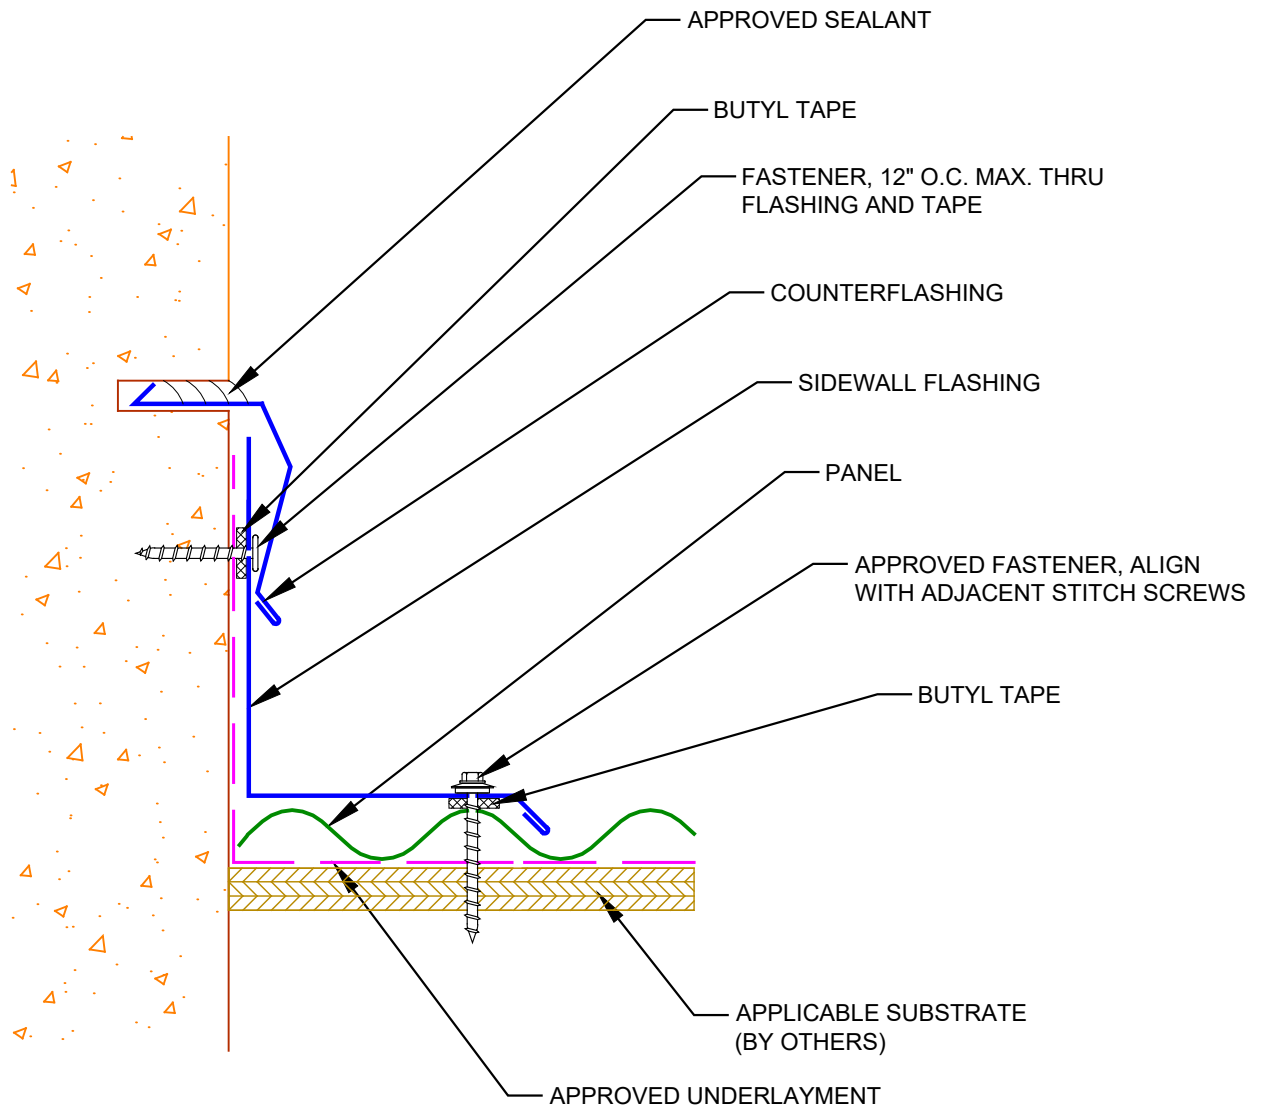 APPROVED SEALANT
BUTYL TAPE
FASTENER, 12" O.C. MAX. THRU
FLASHING AND TAPE
COUNTERFLASHING
SIDEWALL FLASHING
PANEL
APPROVED FASTENER, ALIGN
WITH ADJACENT STITCH SCREWS
BUTYL TAPE
APPLICABLE SUBSTRATE
(BY OTHERS)
APPROVED UNDERLAYMENT